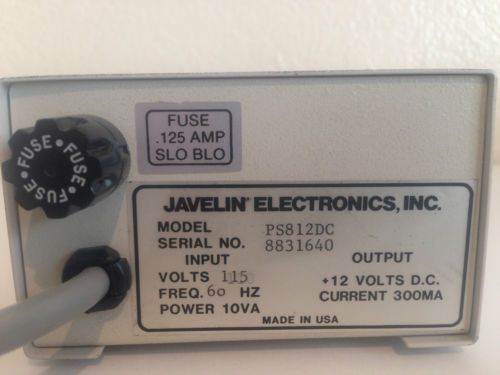 FUSE • FUSE • FUSE • FUSE
FUSE
.125 AMP
SLO BLO
JAVELIN ELECTRONICS, INC.
MODEL PS812DC
SERIAL NO. 8831640
INPUT OUTPUT
VOLTS 115 +12 VOLTS D.C.
FREQ. 60 HZ CURRENT 300MA
POWER 10VA
MADE IN USA